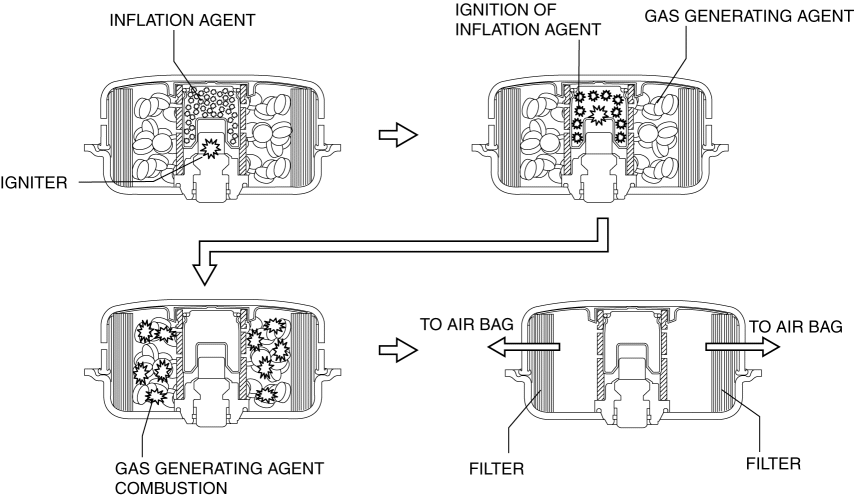 INFLATION AGENT
IGNITION OF
INFLATION AGENT
GAS GENERATING AGENT
IGNITER
TO AIR BAG
TO AIR BAG
GAS GENERATING AGENT
COMBUSTION
FILTER
FILTER